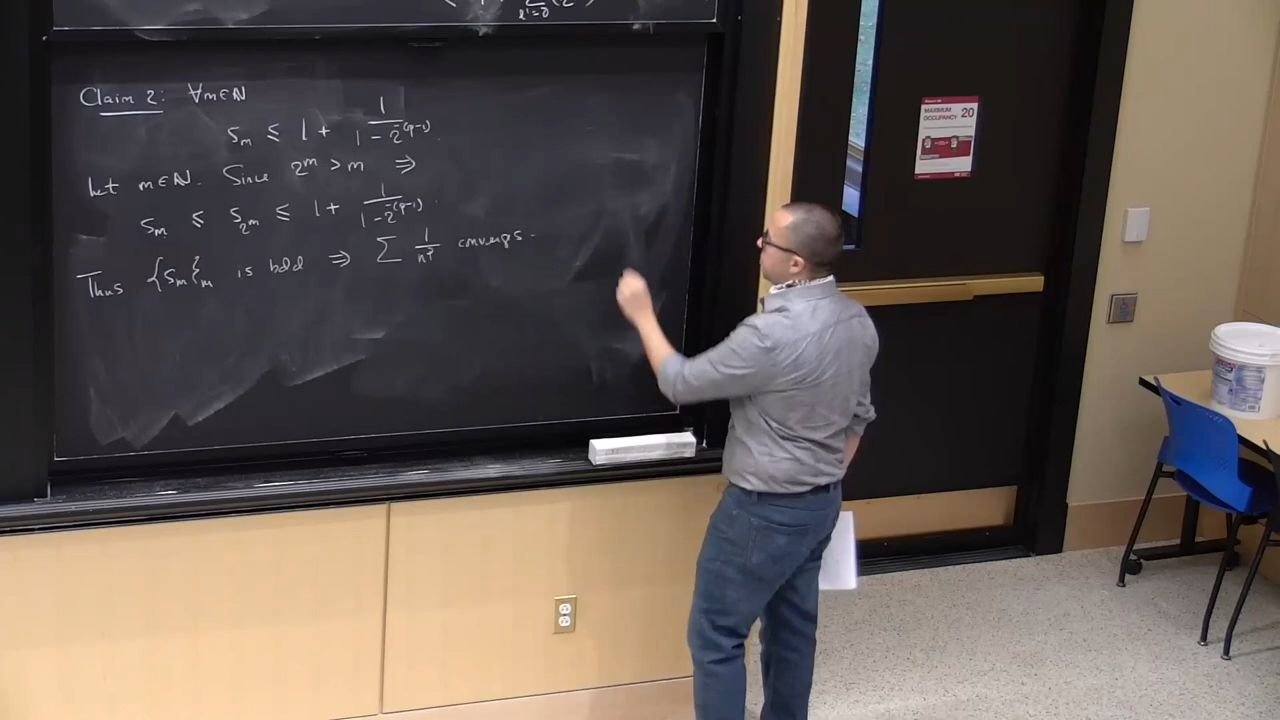 Claim 2: ∀m∈ℕ
s_m ≤ 1 + 1/(1 - 2^{-(p-1)}).
Let m∈ℕ. Since 2^m > m ⇒
s_m ≤ s_{2^m} ≤ 1 + 1/(1 - 2^{-(p-1)}).
Thus {s_m}_m is bdd ⇒ ∑ 1/n^p converges.
MAXIMUM
OCCUPANCY 20